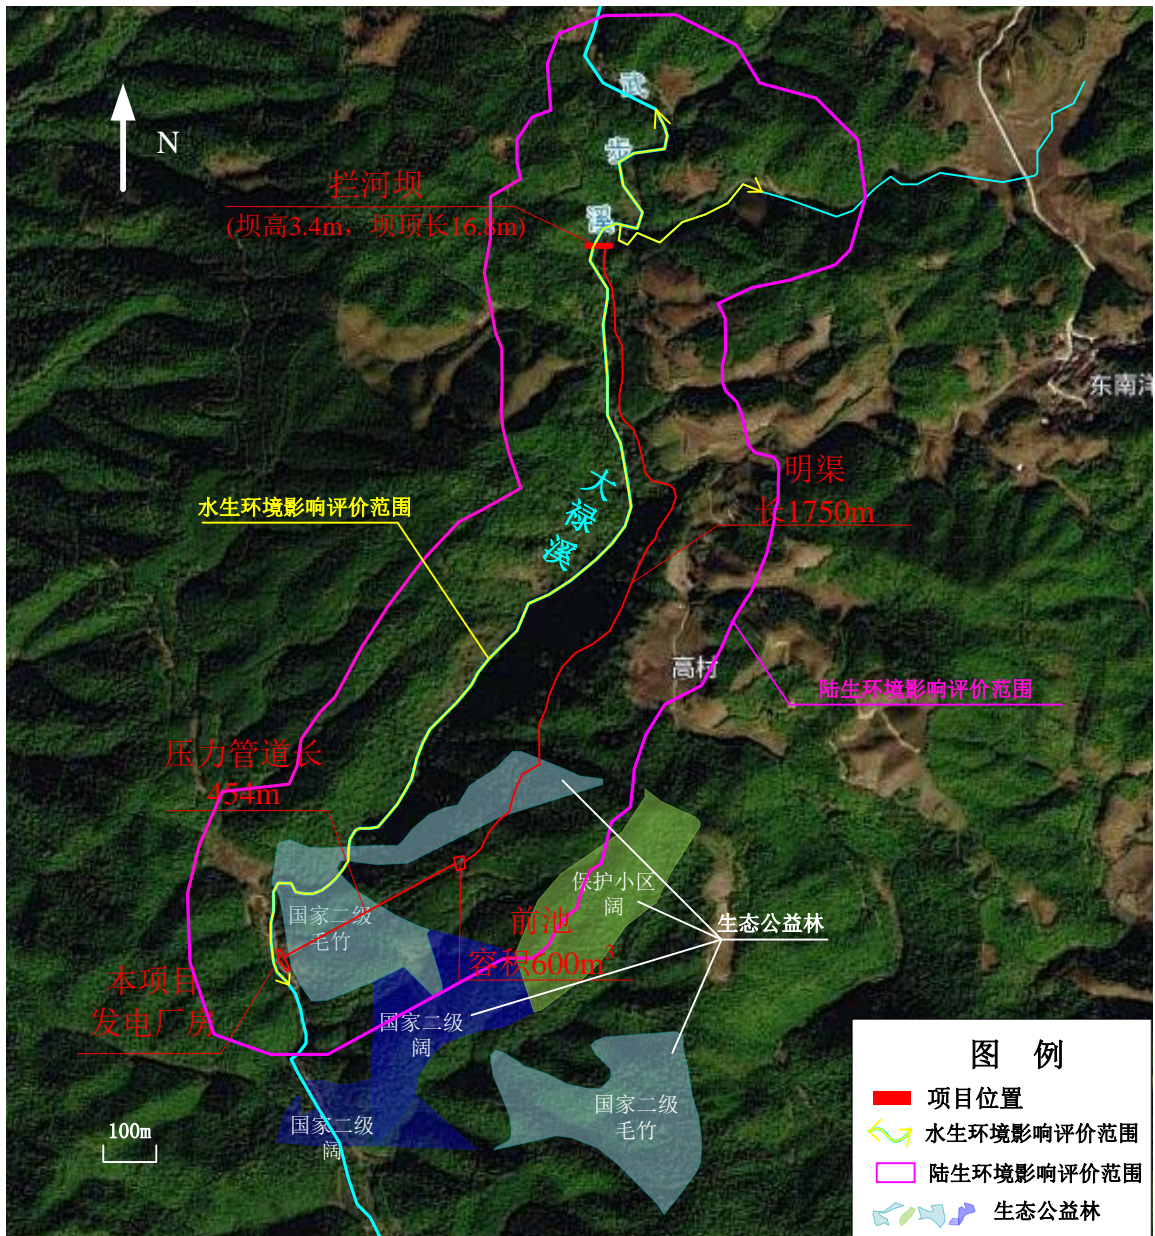 武
步
溪
N
拦河坝
(坝高3.4m，坝顶长16.8m)
东南洋
明渠
长1750m
大
禄
溪
水生环境影响评价范围
高村
陆生环境影响评价范围
压力管道长
454m
保护小区
阔
国家二级
毛竹
前池
容积600m³
生态公益林
本项目
发电厂房
国家二级
阔
国家二级
毛竹
国家二级
阔
100m
图 例
项目位置
水生环境影响评价范围
陆生环境影响评价范围
生态公益林